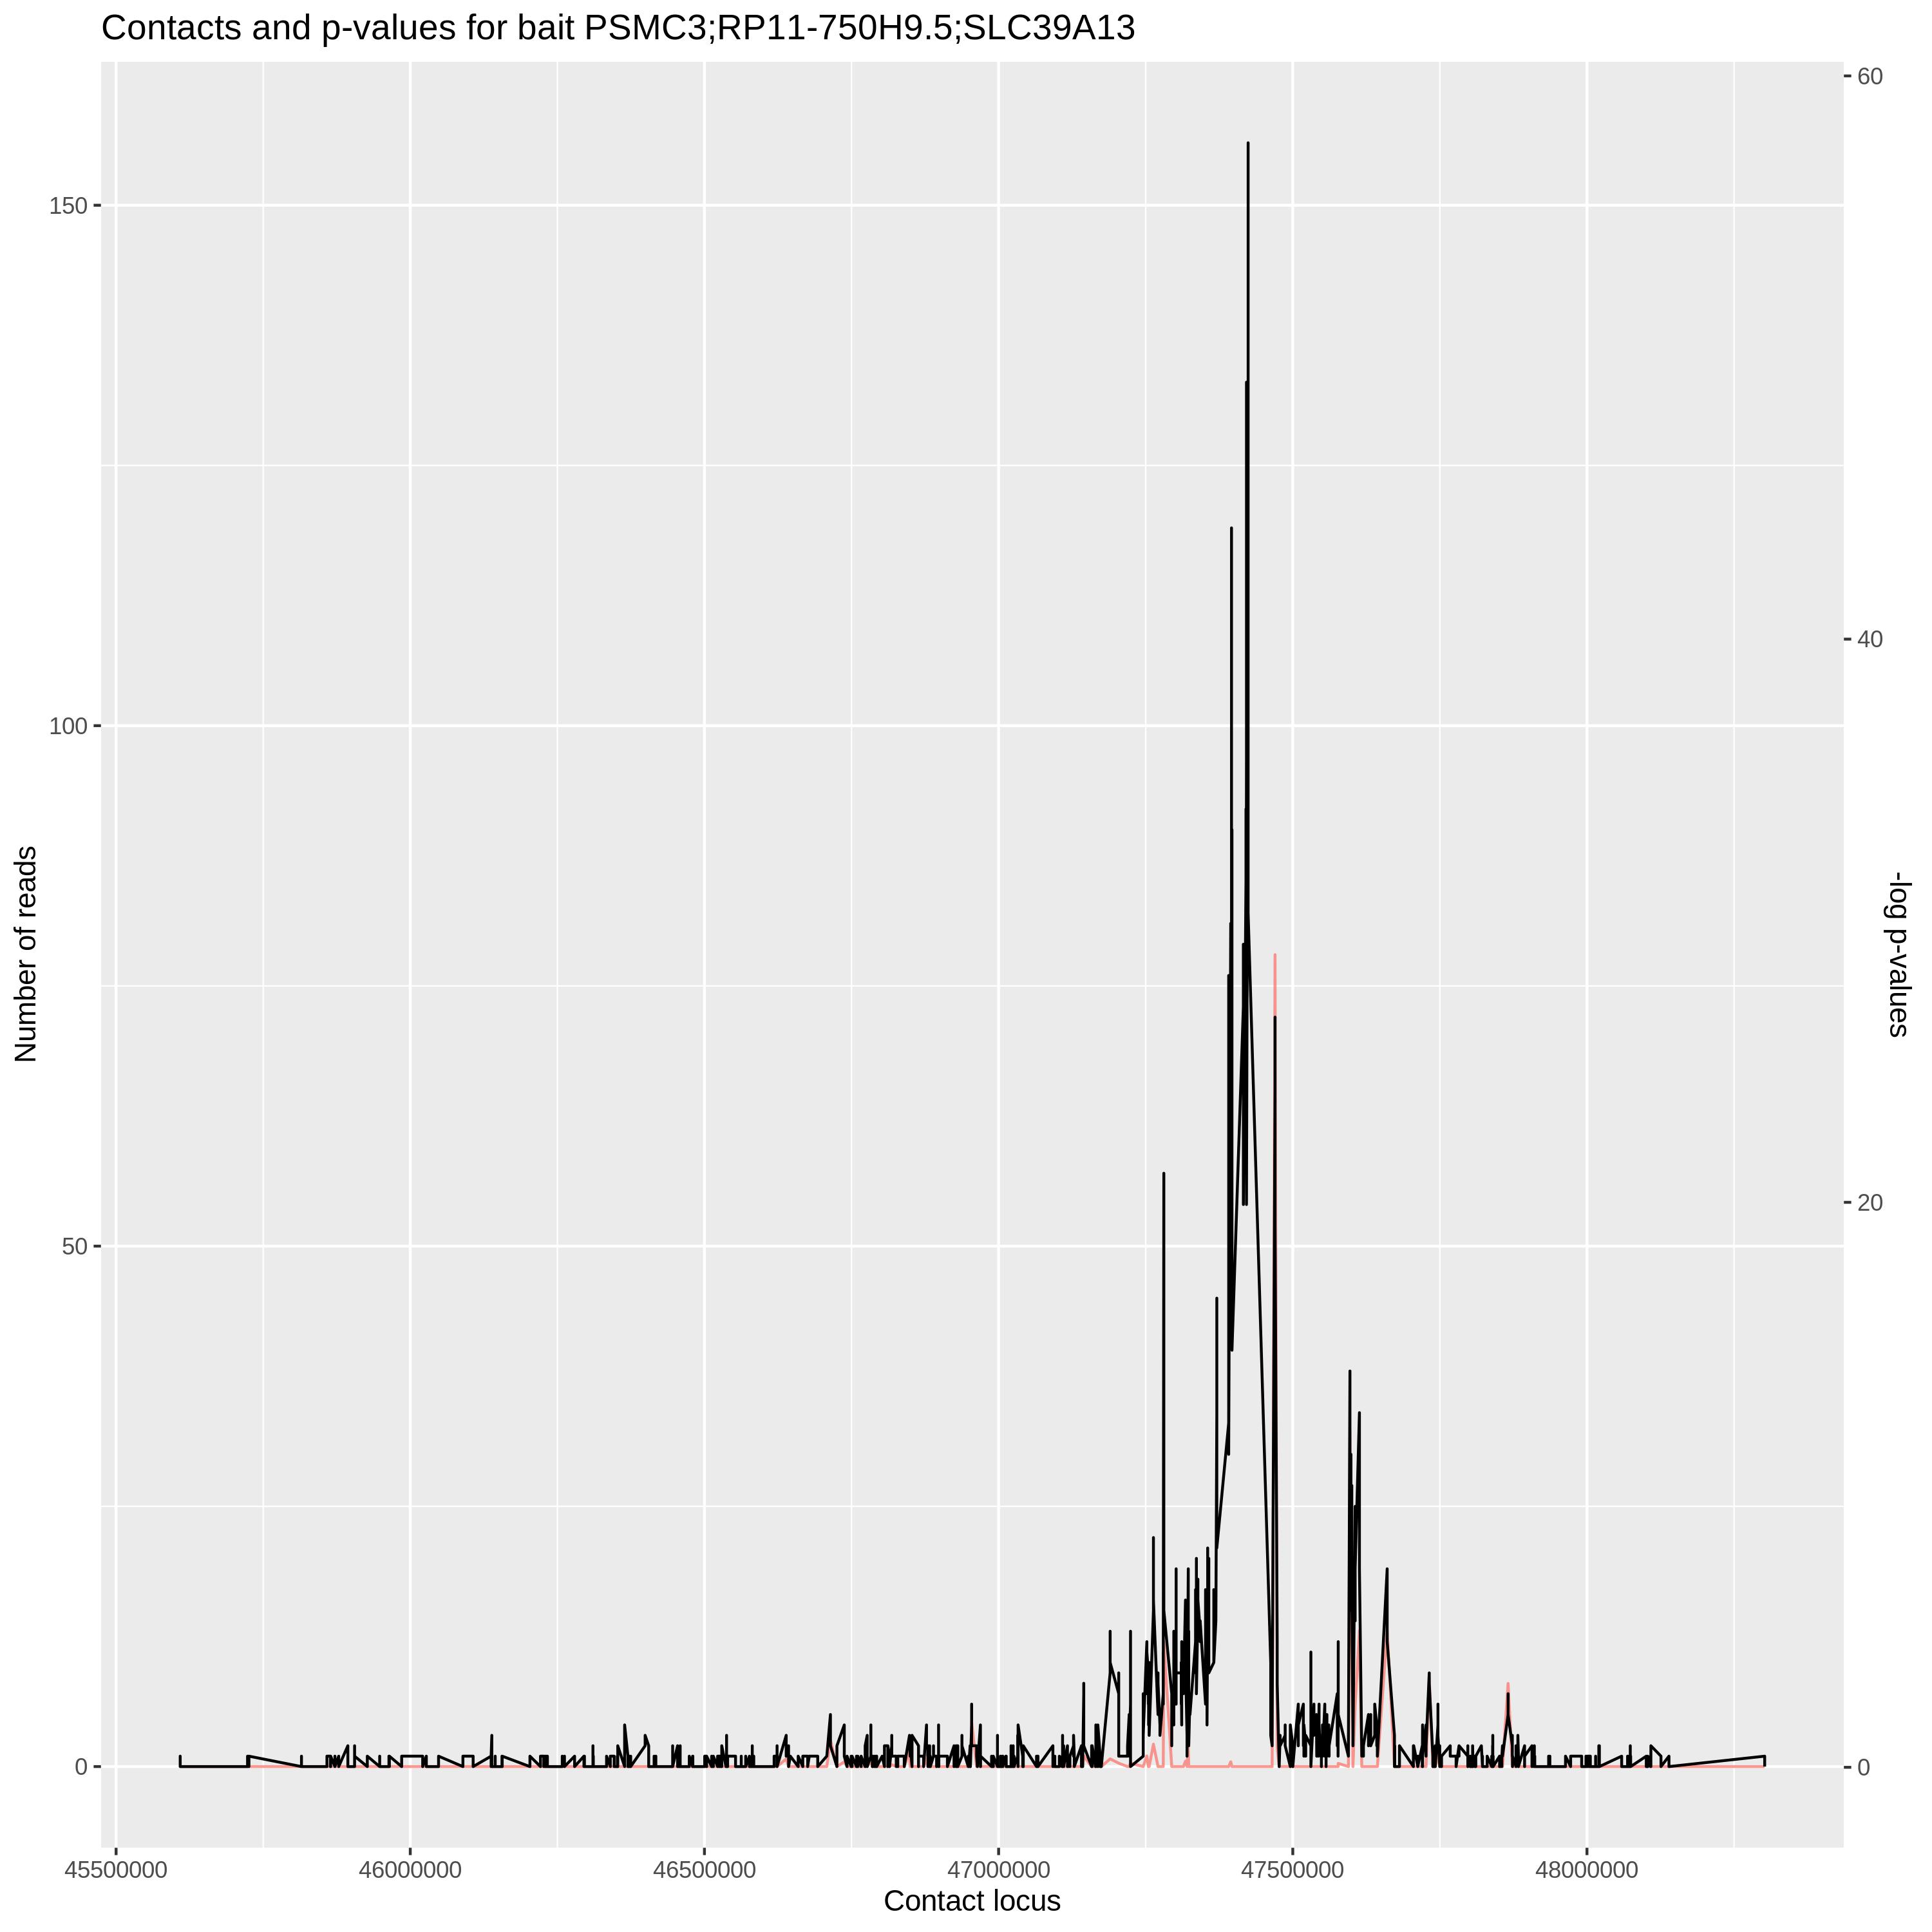 Contacts and p-values for bait PSMC3;RP11-750H9.5;SLC39A13
60
150
40
100
Number of reads
-log p-values
20
50
0
0
45500000 46000000 46500000 47000000 47500000 48000000
Contact locus